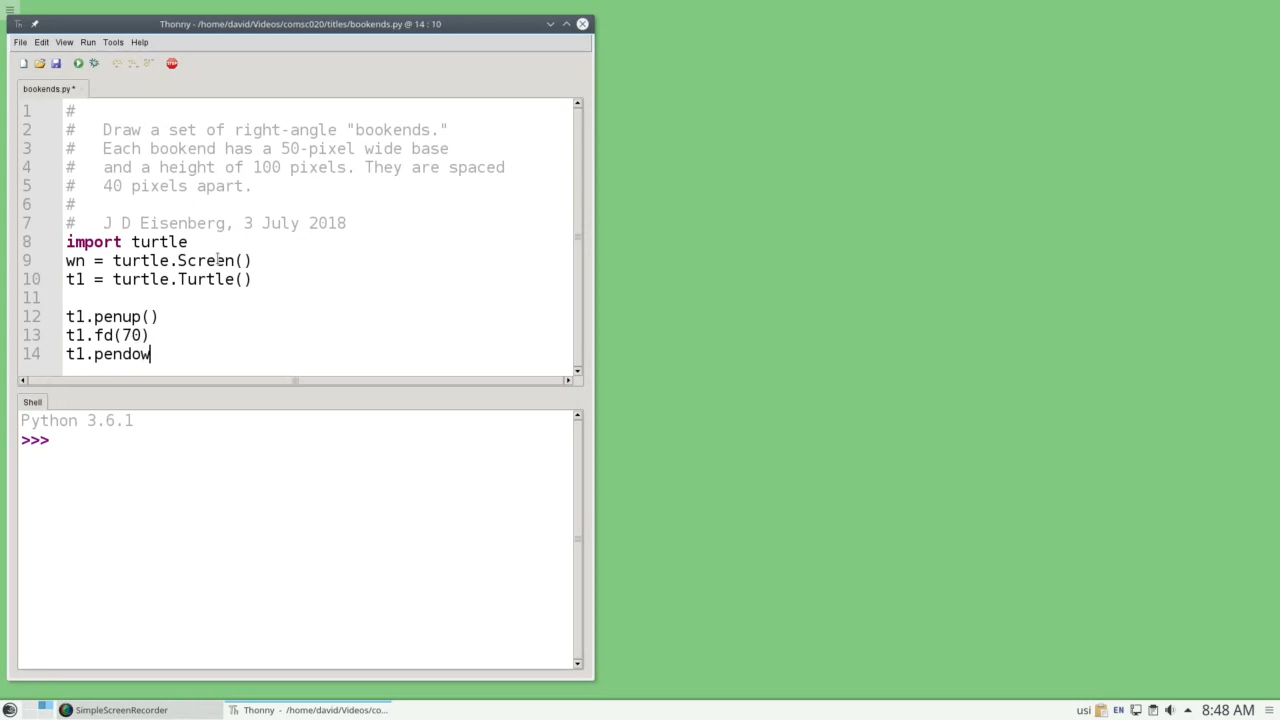 Thonny - /home/david/Videos/comsc020/titles/bookends.py @ 14 : 10
File Edit View Run Tools Help
STOP
bookends.py *
1 #
2 #   Draw a set of right-angle "bookends."
3 #   Each bookend has a 50-pixel wide base
4 #   and a height of 100 pixels. They are spaced
5 #   40 pixels apart.
6 #
7 #   J D Eisenberg, 3 July 2018
8 import turtle
9 wn = turtle.Screen()
10 t1 = turtle.Turtle()
11
12 t1.penup()
13 t1.fd(70)
14 t1.pendow
Shell
Python 3.6.1
>>>
SimpleScreenRecorder
Thonny - /home/david/Videos/co...
usi EN 8:48 AM